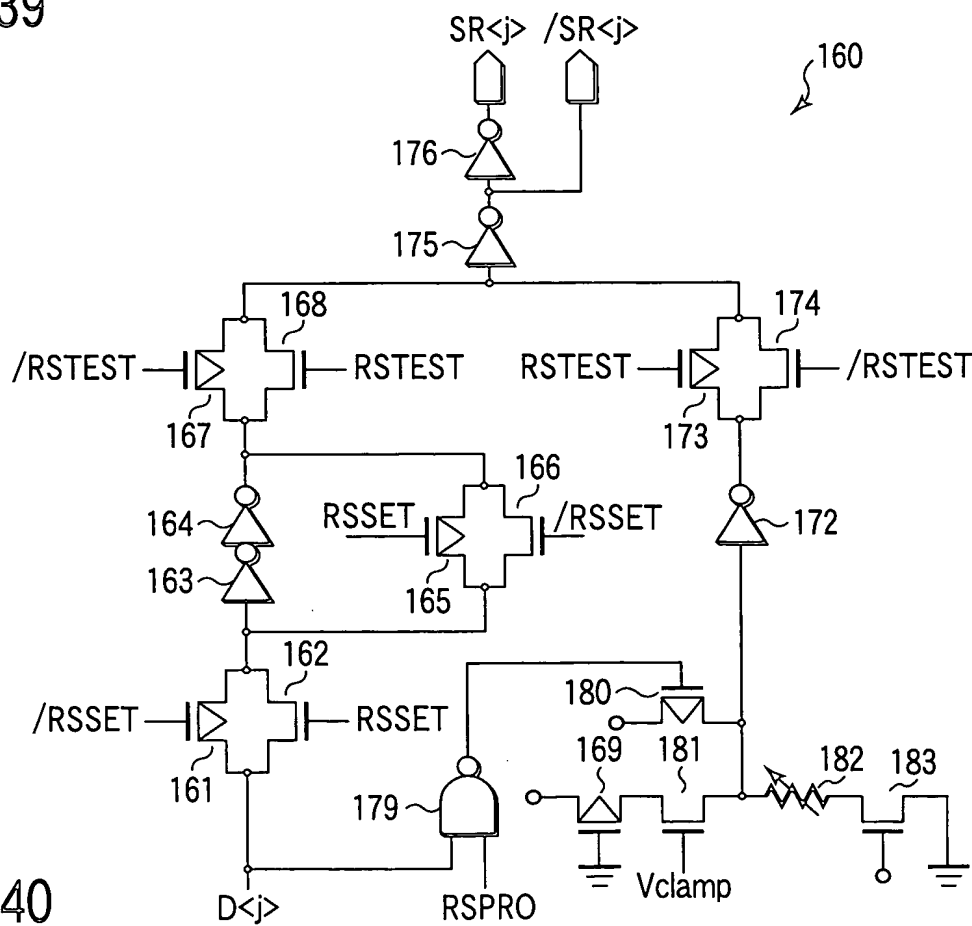 39
SR<j> /SR<j>
160
176
175
168
174
/RSTEST
RSTEST
RSTEST
/RSTEST
167
173
166
164
RSSET
/RSSET
172
163
165
162
180
/RSSET
RSSET
169
181
182
183
161
179
Vclamp
40
D<j>
RSPRO